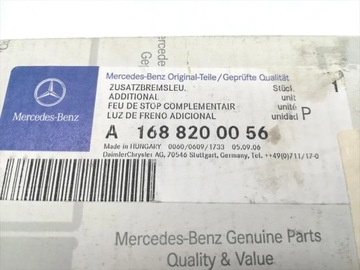 Mercedes-Benz Original-Teile/Geprüfte Qualität
ZUSATZBREMSLEU. Stück 1
ADDITIONAL unit
FEU DE STOP COMPLEMENTAIR unité
LUZ DE FRENO ADICIONAL unidad P
Mercedes-Benz
A 168 820 00 56
Made in HUNGARY 0060/0609/1733 05.09.06
DaimlerChrysler, 70546 Stuttgart, Germany, Tel. ++49(0)711/17-0
Mercedes-Benz Genuine Parts
Quality & Value